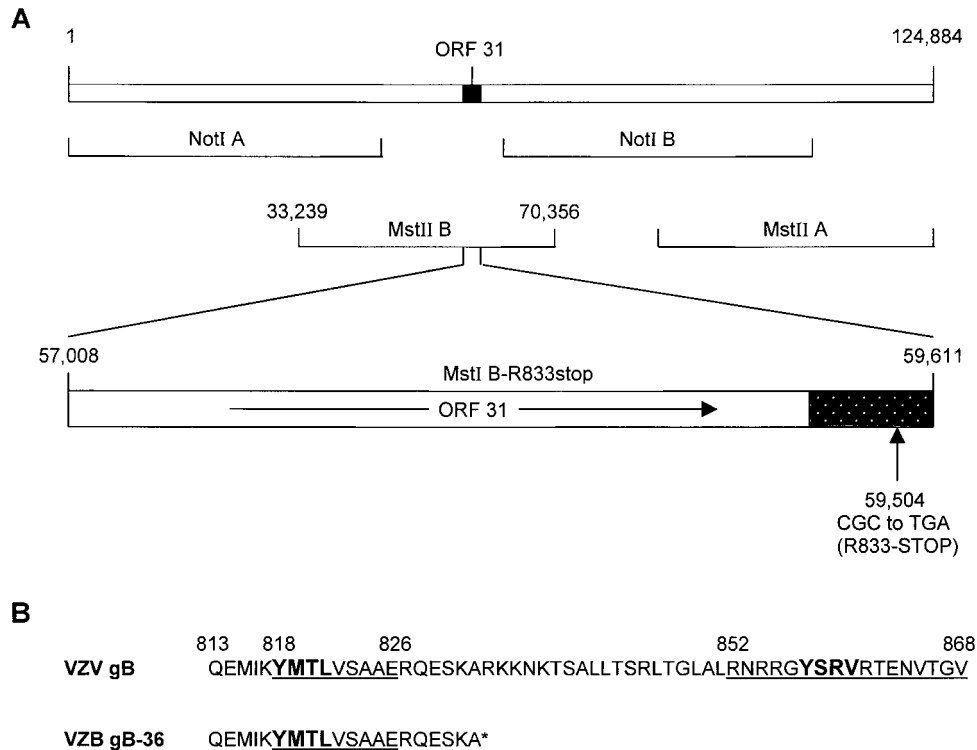 A
1
ORF 31
124,884
NotI A
NotI B
33,239
70,356
MstII B
MstII A
57,008
59,611
MstI B-R833stop
ORF 31
59,504
CGC to TGA
(R833-STOP)
B
813 818 826 852 868
VZV gB QEMIKYMTLVSAAERQESKARKKNKTSALLTSRLTGLALRNRRGYSRVRTENVTGV
VZB gB-36 QEMIKYMTLVSAAERQESKA*